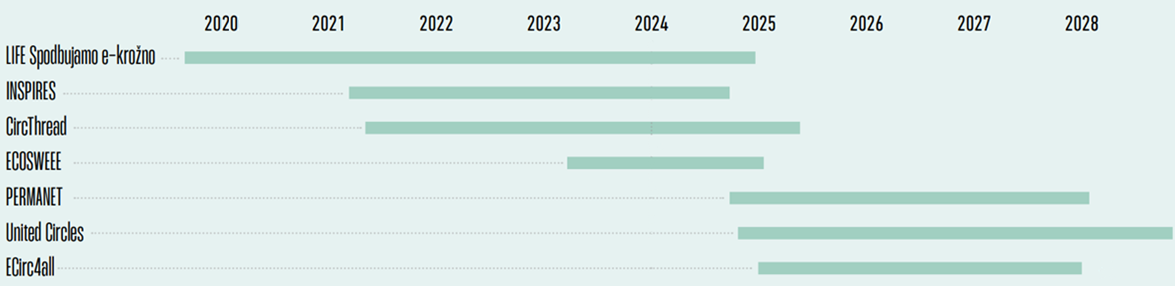 2020 2021 2022 2023 2024 2025 2026 2027 2028
LIFE Spodbujamo e-krožno
INSPIRES
CircThread
ECOSWEEE
PERMANET
United Circles
ECirc4all